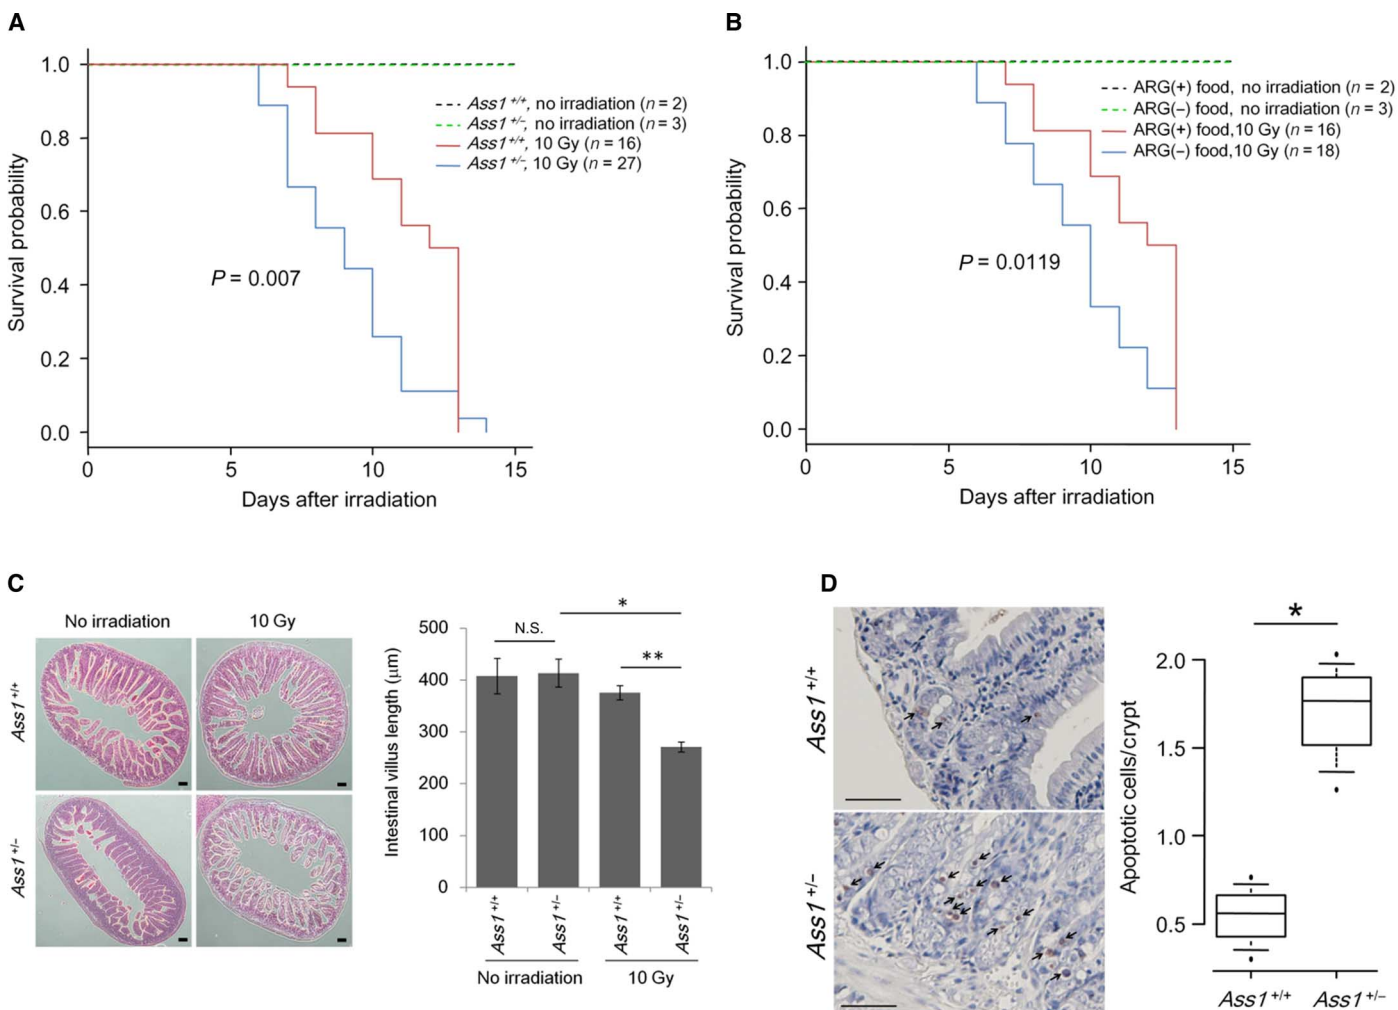 A
Survival probability
1.0
0.8
0.6
0.4
0.2
0.0
Ass1 +/+, no irradiation (n = 2)
Ass1 +/−, no irradiation (n = 3)
Ass1 +/+, 10 Gy (n = 16)
Ass1 +/−, 10 Gy (n = 27)
P = 0.007
0 5 10 15
Days after irradiation
B
Survival probability
1.0
0.8
0.6
0.4
0.2
0.0
ARG(+) food, no irradiation (n = 2)
ARG(−) food, no irradiation (n = 3)
ARG(+) food,10 Gy (n = 16)
ARG(−) food,10 Gy (n = 18)
P = 0.0119
0 5 10 15
Days after irradiation
C
No irradiation 10 Gy
Ass1 +/+
Ass1 +/−
Intestinal villus length (µm)
500
400
300
200
100
0
N.S.
*
**
Ass1 +/+ Ass1 +/− Ass1 +/+ Ass1 +/−
No irradiation 10 Gy
D
Ass1 +/+
Ass1 +/−
Apoptotic cells/crypt
2.0
1.5
1.0
0.5
*
Ass1 +/+ Ass1 +/−